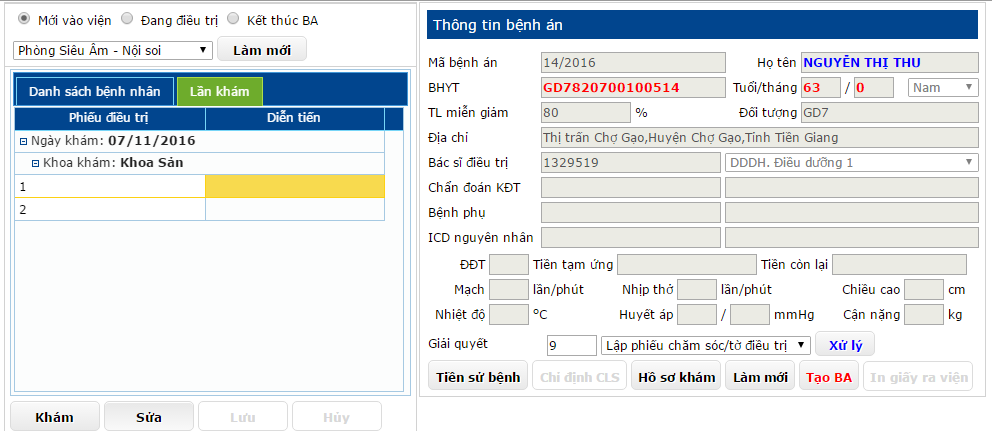 Mới vào viện Đang điều trị Kết thúc BA
Phòng Siêu Âm - Nội soi Làm mới
Danh sách bệnh nhân Lần khám
Phiếu điều trị Diễn tiến
Ngày khám: 07/11/2016
Khoa khám: Khoa Sản
1
2
Khám Sửa Lưu Hủy
Thông tin bệnh án
Mã bệnh án 14/2016 Họ tên NGUYỄN THỊ THU
BHYT GD7820700100514 Tuổi/tháng 63 / 0 Nam
TL miễn giảm 80 % Đối tượng GD7
Địa chỉ Thị trấn Chợ Gạo,Huyện Chợ Gạo,Tỉnh Tiền Giang
Bác sĩ điều trị 1329519 DDDH. Điều dưỡng 1
Chẩn đoán KĐT
Bệnh phụ
ICD nguyên nhân
ĐĐT Tiền tạm ứng Tiền còn lại
Mạch lần/phút Nhịp thở lần/phút Chiều cao cm
Nhiệt độ °C Huyết áp / mmHg Cận nặng kg
Giải quyết 9 Lập phiếu chăm sóc/tờ điều trị Xử lý
Tiền sử bệnh Chỉ định CLS Hồ sơ khám Làm mới Tạo BA In giấy ra viện